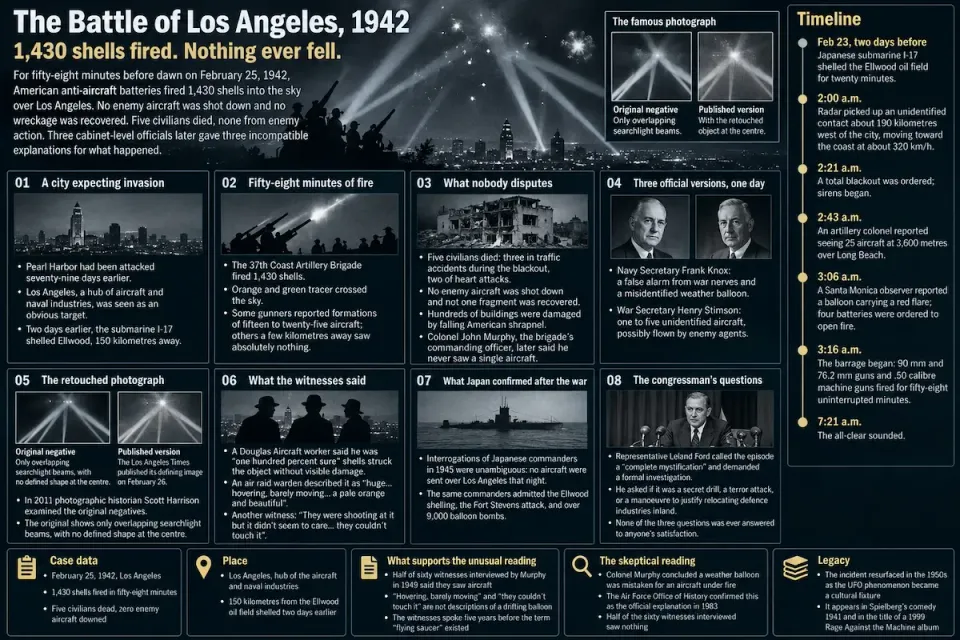 The Battle of Los Angeles, 1942
1,430 shells fired. Nothing ever fell.
For fifty-eight minutes before dawn on February 25, 1942,
American anti-aircraft batteries fired 1,430 shells into the sky
over Los Angeles. No enemy aircraft was shot down and no
wreckage was recovered. Five civilians died, none from enemy
action. Three cabinet-level officials later gave three incompatible
explanations for what happened.
The famous photograph
Original negative
Only overlapping
searchlight beams.
Published version
With the retouched
object at the centre.
Timeline
Feb 23, two days before
Japanese submarine I-17
shelled the Ellwood oil field
for twenty minutes.
2:00 a.m.
Radar picked up an unidentified
contact about 190 kilometres
west of the city, moving toward
the coast at about 320 km/h.
2:21 a.m.
A total blackout was ordered;
sirens began.
2:43 a.m.
An artillery colonel reported
seeing 25 aircraft at 3,600 metres
over Long Beach.
3:06 a.m.
A Santa Monica observer reported
a balloon carrying a red flare;
four batteries were ordered to
open fire.
3:16 a.m.
The barrage began: 90 mm and
76.2 mm guns and .50 calibre
machine guns fired for fifty-eight
uninterrupted minutes.
7:21 a.m.
The all-clear sounded.
01 A city expecting invasion
• Pearl Harbor had been attacked
seventy-nine days earlier.
• Los Angeles, a hub of aircraft and
naval industries, was seen as an
obvious target.
• Two days earlier, the submarine I-17
shelled Ellwood, 150 kilometres away.
02 Fifty-eight minutes of fire
• The 37th Coast Artillery Brigade
fired 1,430 shells.
• Orange and green tracer crossed
the sky.
• Some gunners reported formations
of fifteen to twenty-five aircraft;
others a few kilometres away saw
absolutely nothing.
03 What nobody disputes
• Five civilians died: three in traffic
accidents during the blackout,
two of heart attacks.
• No enemy aircraft was shot down
and not one fragment was recovered.
• Hundreds of buildings were damaged
by falling American shrapnel.
• Colonel John Murphy, the brigade's
commanding officer, later said he
never saw a single aircraft.
04 Three official versions, one day
• Navy Secretary Frank Knox:
a false alarm from war nerves and
a misidentified weather balloon.
• War Secretary Henry Stimson:
one to five unidentified aircraft,
possibly flown by enemy agents.
05 The retouched photograph
Original negative
Only overlapping
searchlight beams, with
no defined shape at the centre.
Published version
The Los Angeles Times
published its defining image
on February 26.
• In 2011 photographic historian Scott Harrison
examined the original negatives.
• The original shows only overlapping searchlight
beams, with no defined shape at the centre.
06 What the witnesses said
• A Douglas Aircraft worker said he was
"one hundred percent sure" shells struck
the object without visible damage.
• An air raid warden described it as "huge...
hovering, barely moving... a pale orange
and beautiful".
• Another witness: "They were shooting at it
but it didn't seem to care... they couldn't
touch it".
07 What Japan confirmed after the war
• Interrogations of Japanese commanders
in 1945 were unambiguous: no aircraft were
sent over Los Angeles that night.
• The same commanders admitted the Ellwood
shelling, the Fort Stevens attack, and over
9,000 balloon bombs.
08 The congressman's questions
• Representative Leland Ford called the episode
a "complete mystification" and demanded
a formal investigation.
• He asked if it was a secret drill, a terror attack,
or a manoeuvre to justify relocating defence
industries inland.
• None of the three questions was ever answered
to anyone's satisfaction.
Case data
• February 25, 1942, Los Angeles
• 1,430 shells fired in fifty-eight minutes
• Five civilians dead, zero enemy
aircraft downed
Place
• Los Angeles, hub of the aircraft
and naval industries
• 150 kilometres from the Ellwood
oil field shelled two days earlier
What supports the unusual reading
• Half of sixty witnesses interviewed by Murphy
in 1949 said they saw aircraft
• "Hovering, barely moving" and "they couldn't
touch it" are not descriptions of a drifting balloon
• The witnesses spoke five years before the term
"flying saucer" existed
The skeptical reading
• Colonel Murphy concluded a weather balloon
was mistaken for an aircraft under fire
• The Air Force Office of History confirmed this
as the official explanation in 1983
• Half of the sixty witnesses interviewed
saw nothing
Legacy
• The incident resurfaced in the 1950s
as the UFO phenomenon became
a cultural fixture
• It appears in Spielberg's comedy
1941 and in the title of a 1999
Rage Against the Machine album